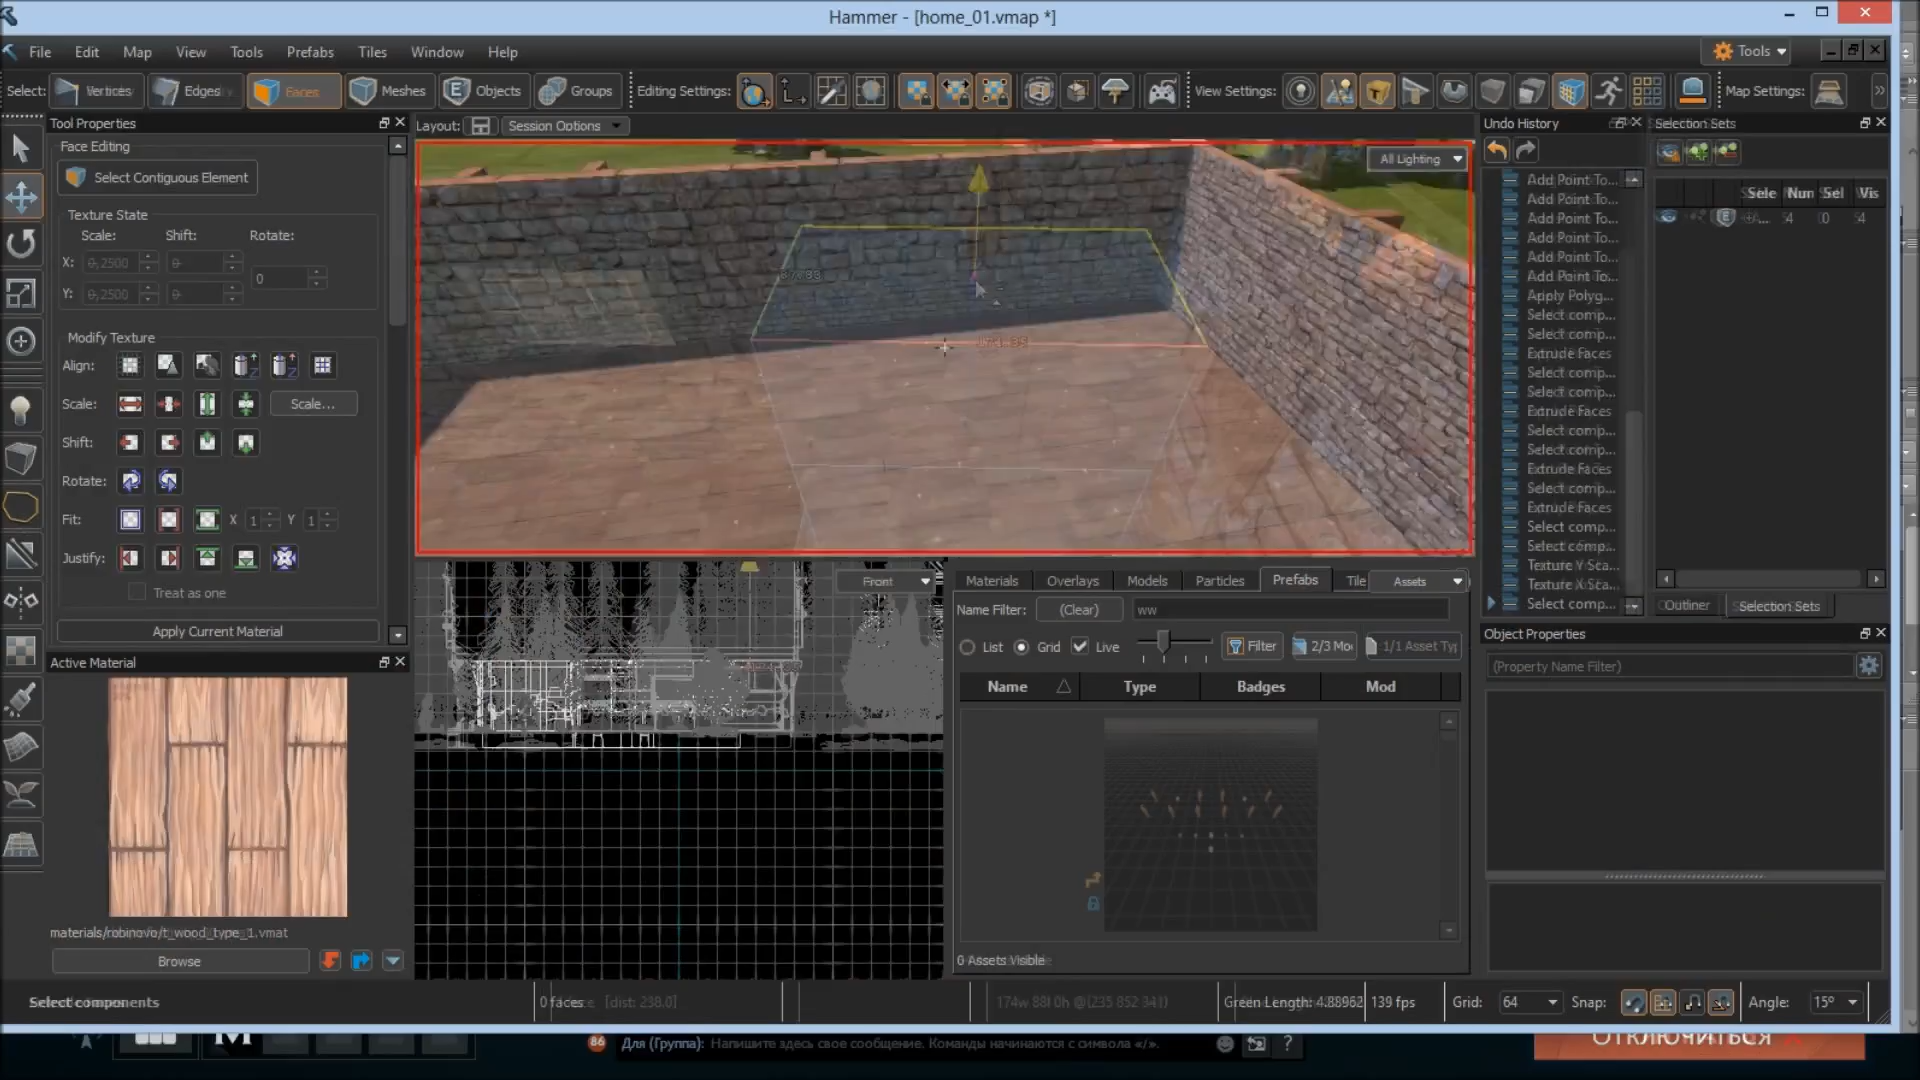 Hammer - [home_01.vmap *]
File Edit Map View Tools Prefabs Tiles Window Help
Tools
Select: Vertices Edges Faces Meshes Objects Groups Editing Settings: View Settings: Map Settings:
Tool Properties
Face Editing
Select Contiguous Element
Texture State
Scale: Shift: Rotate:
X: 0,2500 0
0
Y: 0,2500 0
Modify Texture
Align:
Scale: Scale...
Shift:
Rotate:
Fit: X 1 Y 1
Justify:
Treat as one
Apply Current Material
Active Material
Browse
Layout: Session Options
All Lighting
Front
Materials Overlays Models Particles Prefabs Tile Assets
Name Filter: (Clear) ww
List Grid Live Filter 2/3 Mo 1/1 Asset Typ
Name Type Badges Mod
0 Assets Visible
Undo History
Add Point To...
Add Point To...
Add Point To...
Add Point To...
Add Point To...
Add Point To...
Apply Polyg...
Select comp...
Select comp...
Extrude Faces
Select comp...
Select comp...
Extrude Faces
Select comp...
Select comp...
Extrude Faces
Select comp...
Extrude Faces
Select comp...
Select comp...
Texture Y Sca...
Texture X Sca...
Select comp...
Selection Sets
Sele Num Sel Vis
4 0 4
Outliner Selection Sets
Object Properties
(Property Name Filter)
Select components 0 faces [dist: 238.0] 174w 88l 0h @(235 852 341) Green Length: 4.88962 139 fps Grid: 64 Snap: Angle: 15°
M 86 Для (Группа): Напишите здесь свое сообщение. Команды начинаются с символа «/». ? ОТКЛЮЧИТЬСЯ